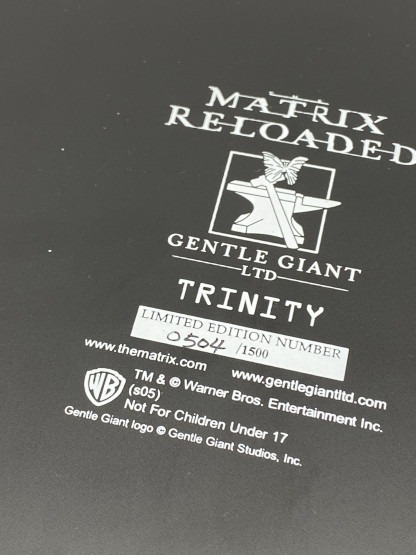 THE
MATRIX
RELOADED
GENTLE GIANT
LTD
TRINITY
LIMITED EDITION NUMBER
0504 /1500
www.thematrix.com www.gentlegiantltd.com
WB
TM & © Warner Bros. Entertainment Inc.
(s05)
Not For Children Under 17
Gentle Giant logo © Gentle Giant Studios, Inc.